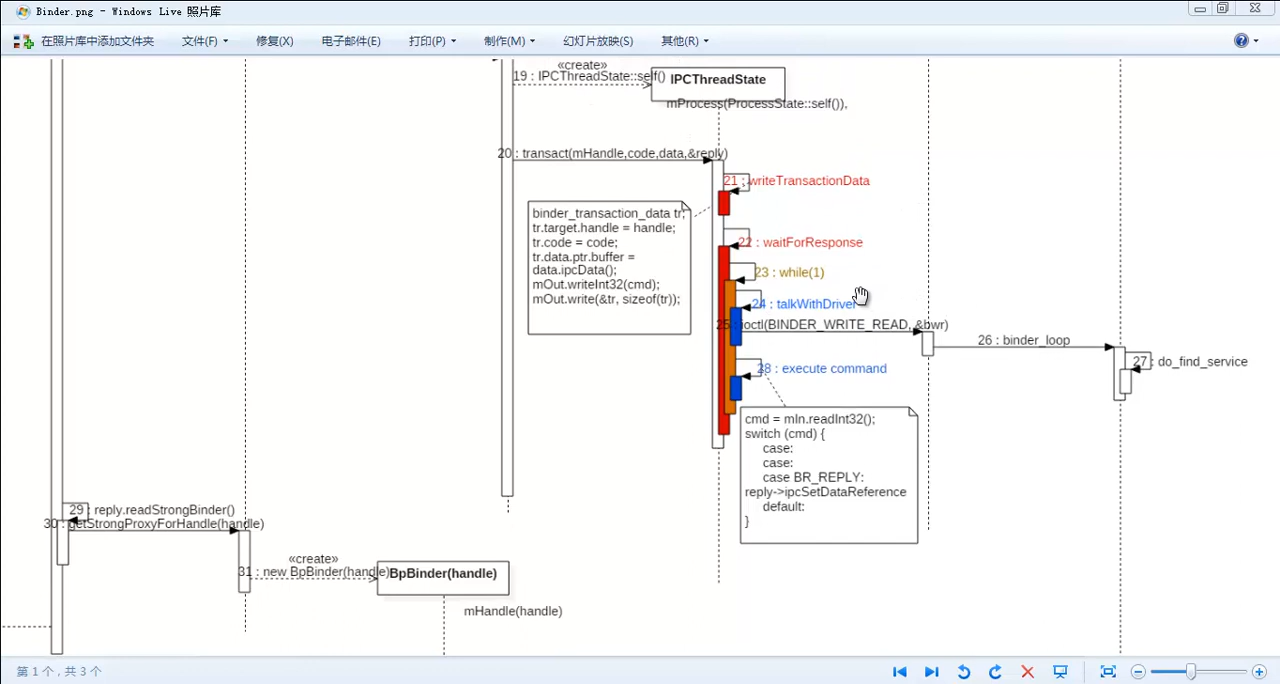 Binder.png - Windows Live 照片库
在照片库中添加文件夹
文件(F)
修复(X)
电子邮件(E)
打印(P)
制作(M)
幻灯片放映(S)
其他(R)
«create»
19 : IPCThreadState::self()
IPCThreadState
mProcess(ProcessState::self()),
20 : transact(mHandle,code,data,&reply)
21 : writeTransactionData
binder_transaction_data tr;
tr.target.handle = handle;
tr.code = code;
tr.data.ptr.buffer =
data.ipcData();
mOut.writeInt32(cmd);
mOut.write(&tr, sizeof(tr));
22 : waitForResponse
23 : while(1)
24 : talkWithDriver
25 : ioctl(BINDER_WRITE_READ, &bwr)
26 : binder_loop
27 : do_find_service
28 : execute command
cmd = mIn.readInt32();
switch (cmd) {
case:
case:
case BR_REPLY:
reply->ipcSetDataReference
default:
}
29 : reply.readStrongBinder()
30 : getStrongProxyForHandle(handle)
«create»
31 : new BpBinder(handle)
BpBinder(handle)
mHandle(handle)
第 1 个，共 3 个